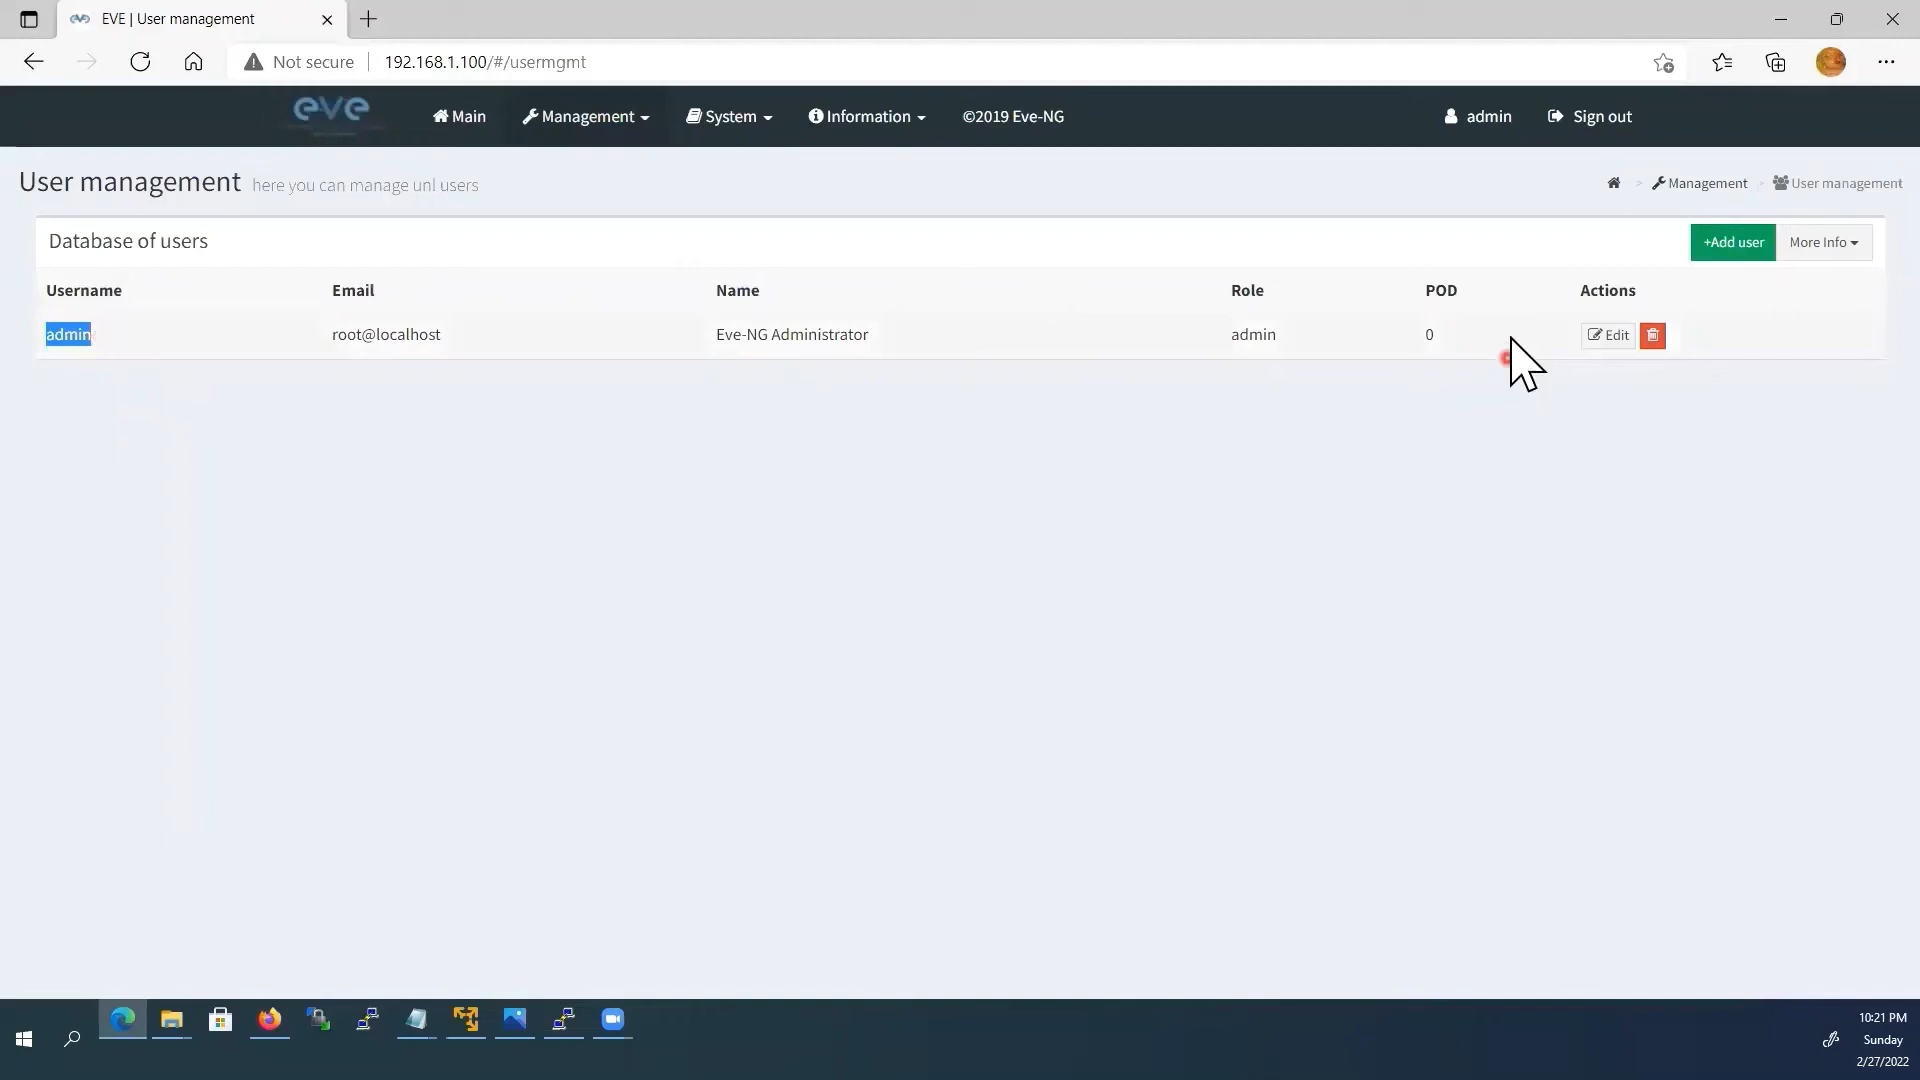 EVE | User management
Not secure
192.168.1.100/#/usermgmt
eve
Main
Management
System
Information
©2019 Eve-NG
admin
Sign out
User management here you can manage unl users
Management
User management
Database of users
+Add user
More Info
Username Email Name Role POD Actions
admin root@localhost Eve-NG Administrator admin 0 Edit
10:21 PM
Sunday
2/27/2022